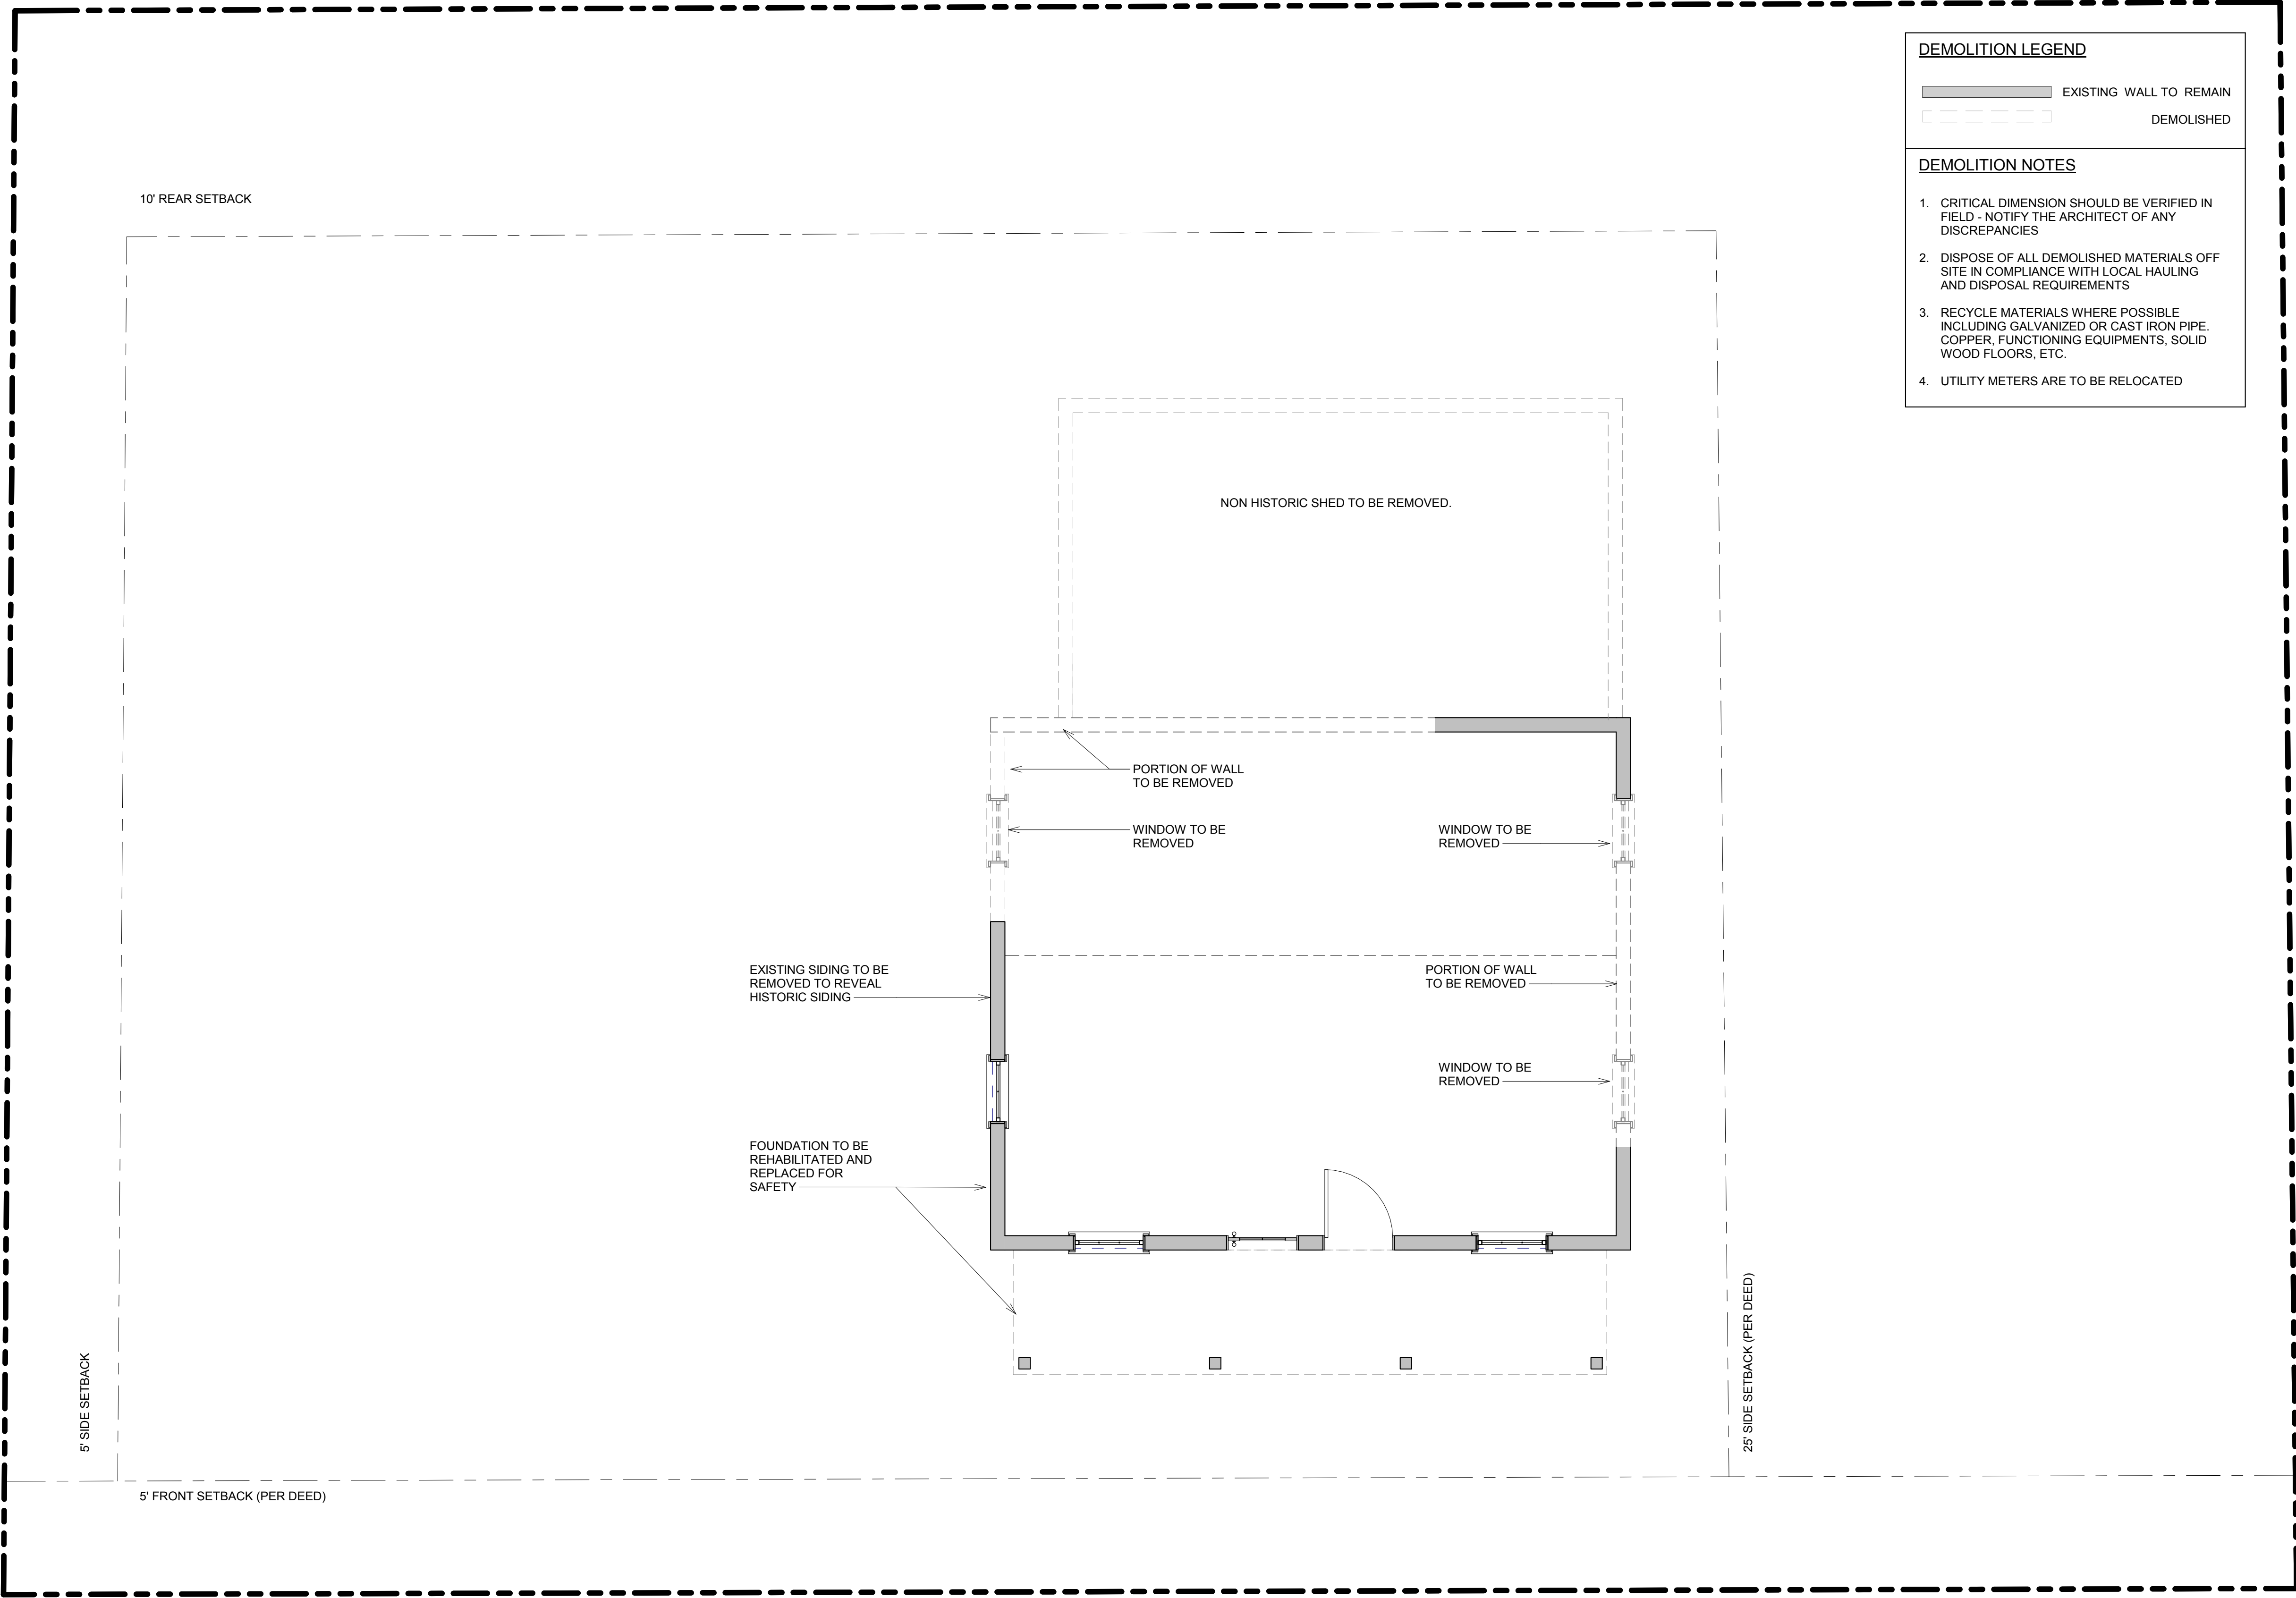 DEMOLITION LEGEND
EXISTING WALL TO REMAIN
DEMOLISHED
DEMOLITION NOTES
1. CRITICAL DIMENSION SHOULD BE VERIFIED IN
FIELD - NOTIFY THE ARCHITECT OF ANY
DISCREPANCIES
2. DISPOSE OF ALL DEMOLISHED MATERIALS OFF
SITE IN COMPLIANCE WITH LOCAL HAULING
AND DISPOSAL REQUIREMENTS
3. RECYCLE MATERIALS WHERE POSSIBLE
INCLUDING GALVANIZED OR CAST IRON PIPE.
COPPER, FUNCTIONING EQUIPMENTS, SOLID
WOOD FLOORS, ETC.
4. UTILITY METERS ARE TO BE RELOCATED
10' REAR SETBACK
NON HISTORIC SHED TO BE REMOVED.
PORTION OF WALL
TO BE REMOVED
WINDOW TO BE
REMOVED
WINDOW TO BE
REMOVED
EXISTING SIDING TO BE
REMOVED TO REVEAL
HISTORIC SIDING
PORTION OF WALL
TO BE REMOVED
WINDOW TO BE
REMOVED
FOUNDATION TO BE
REHABILITATED AND
REPLACED FOR
SAFETY
5' SIDE SETBACK
25' SIDE SETBACK (PER DEED)
5' FRONT SETBACK (PER DEED)